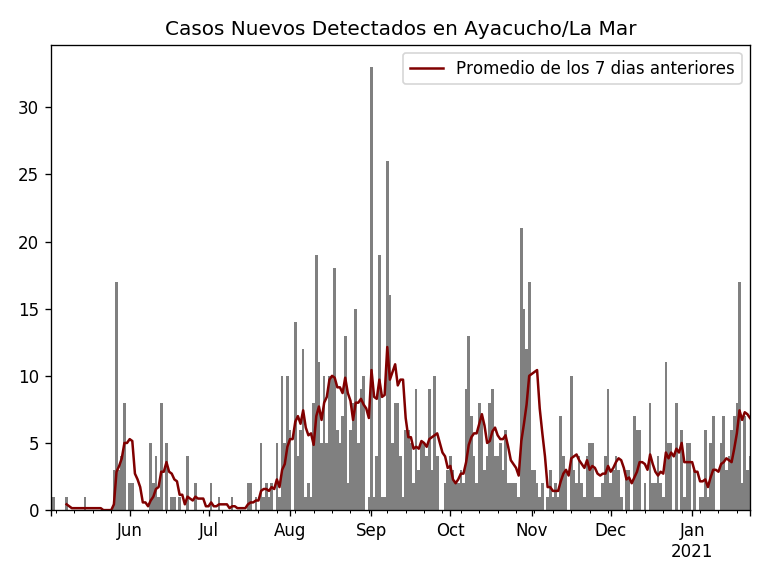 Casos Nuevos Detectados en Ayacucho/La Mar
Promedio de los 7 dias anteriores
30
25
20
15
10
5
0
Jun Jul Aug Sep Oct Nov Dec Jan
2021